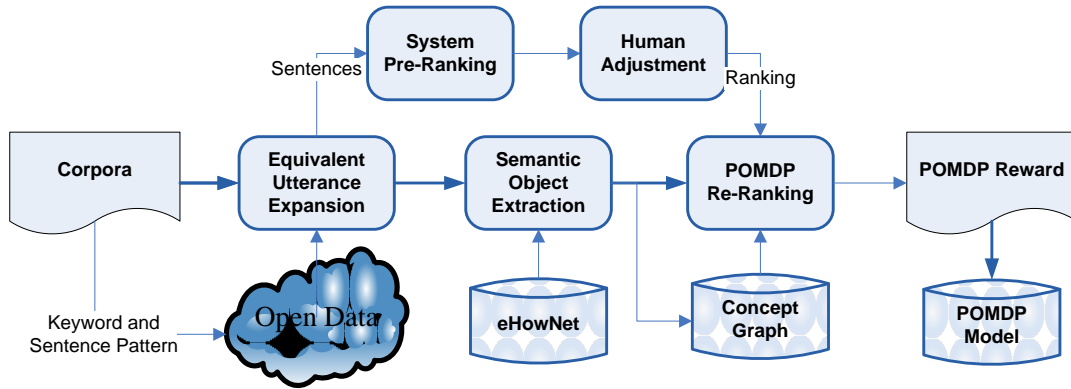 System
Pre-Ranking
Human
Adjustment
Sentences
Ranking
Corpora
Equivalent
Utterance
Expansion
Semantic
Object
Extraction
POMDP
Re-Ranking
POMDP Reward
Keyword and
Sentence Pattern
Open Data
eHowNet
Concept
Graph
POMDP
Model